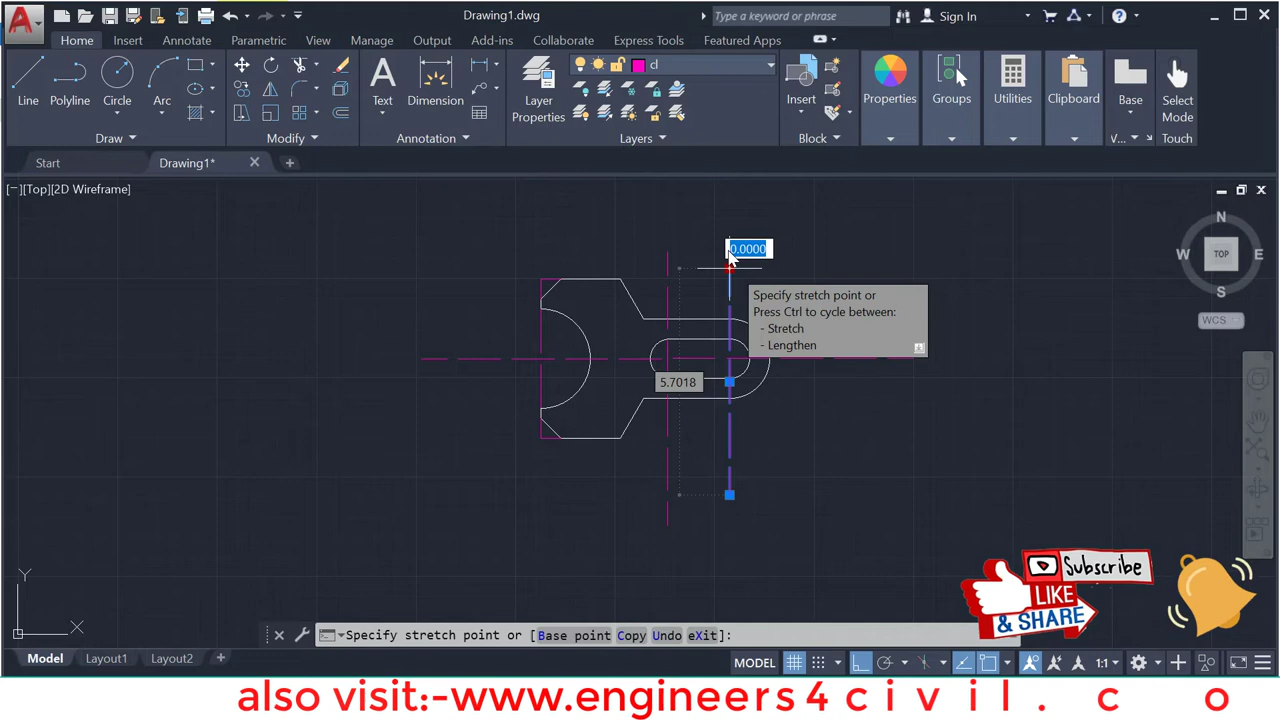 Drawing1.dwg
Type a keyword or phrase
Sign In
Home
Insert
Annotate
Parametric
View
Manage
Output
Add-ins
Collaborate
Express Tools
Featured Apps
Line
Polyline
Circle
Arc
Draw
Modify
Text
Dimension
Annotation
Layer
Properties
cl
Layers
Insert
Block
Properties
Groups
Utilities
Clipboard
Base
V...
Select
Mode
Touch
Start
Drawing1*
[−][Top][2D Wireframe]
N
W
TOP
E
S
WCS
0.0000
Specify stretch point or
Press Ctrl to cycle between:
- Stretch
- Lengthen
5.7018
Subscribe
LIKE
& SHARE
Y
X
Specify stretch point or [Base point Copy Undo eXit]:
Model
Layout1
Layout2
MODEL
1:1
also visit:-www.engineers4civil.co